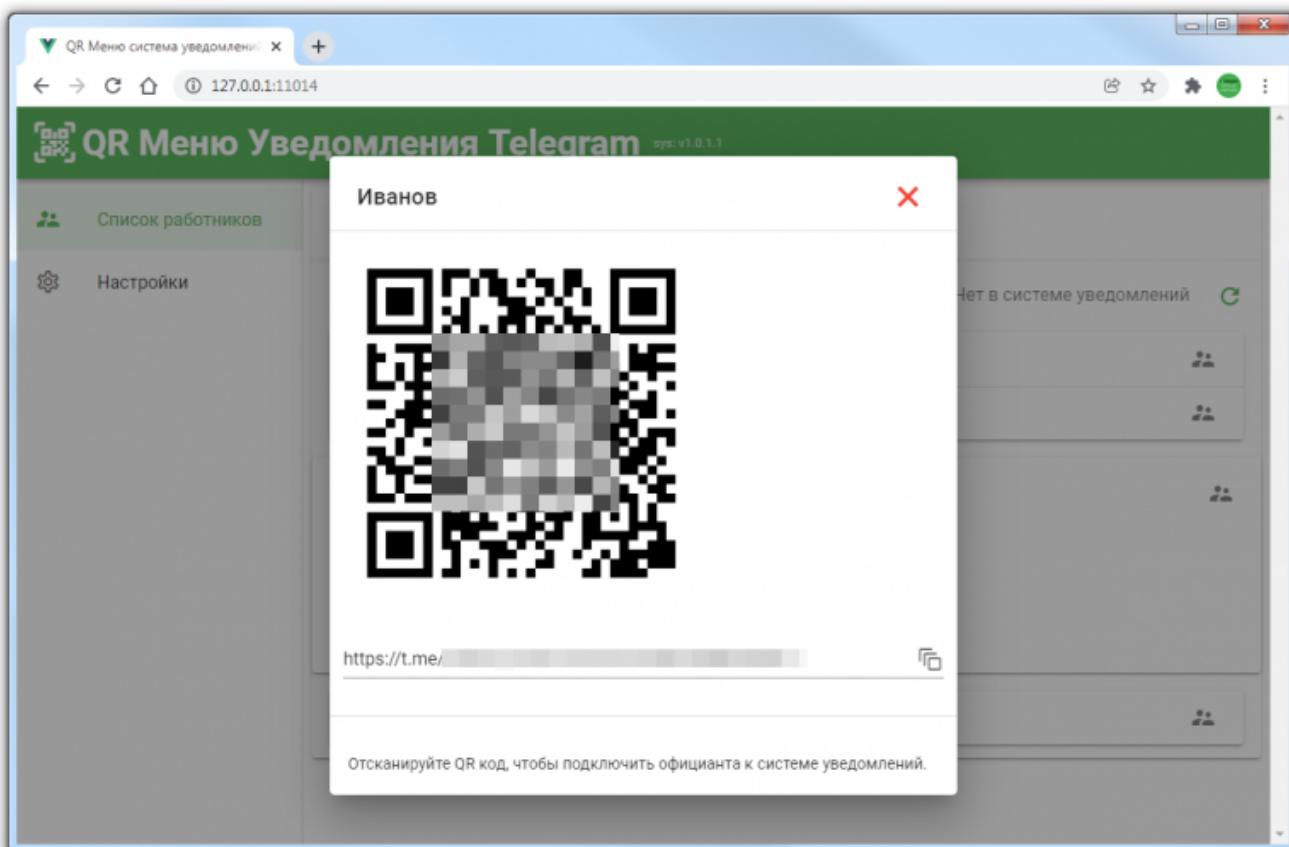 QR Меню система уведомлени
127.0.0.1:11014
QR Меню Уведомления Telegram sys: v1.0.1.1
Иванов
Список работников
Настройки
Нет в системе уведомлений
https://t.me/
Отсканируйте QR код, чтобы подключить официанта к системе уведомлений.